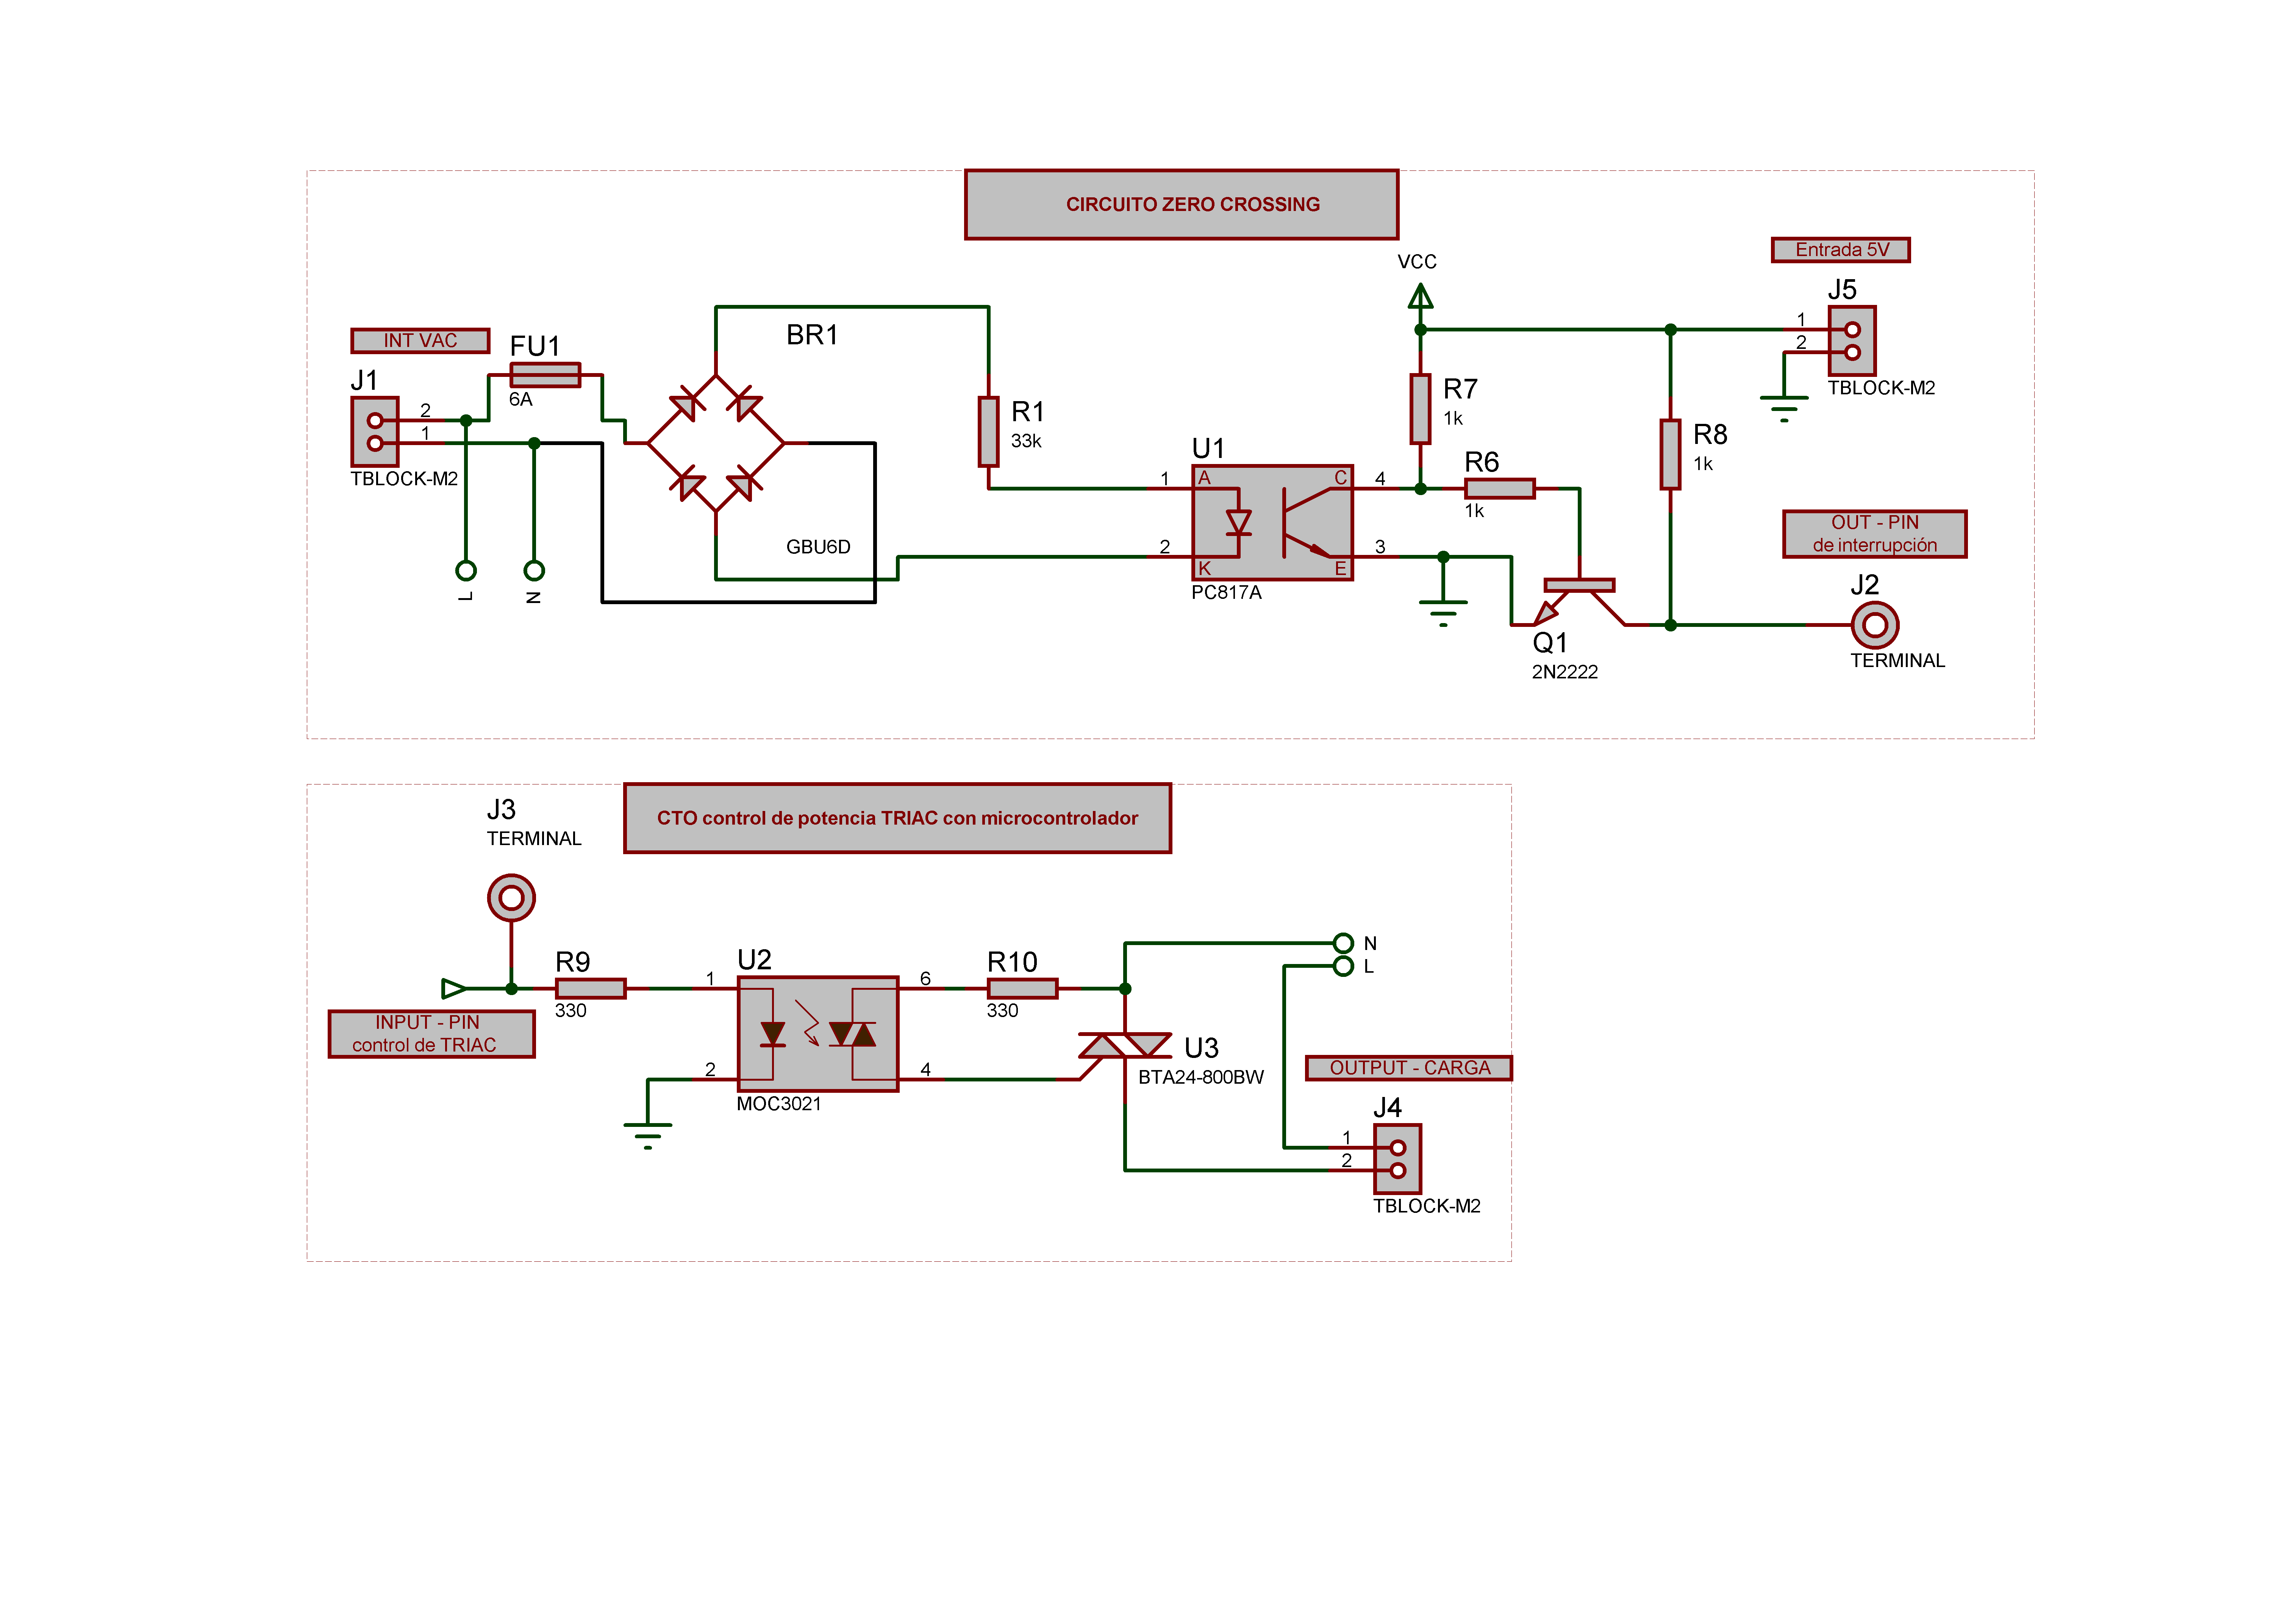 CIRCUITO ZERO CROSSING
Entrada 5V
VCC
J5
1
2
TBLOCK-M2
INT VAC
FU1
6A
BR1
GBU6D
J1
2
1
TBLOCK-M2
L
N
R1
33k
R7
1k
R8
1k
U1
1
2
A
K
C
E
4
3
PC817A
R6
1k
OUT - PIN
de interrupción
J2
TERMINAL
Q1
2N2222
CTO control de potencia TRIAC con microcontrolador
J3
TERMINAL
R9
330
INPUT - PIN
control de TRIAC
U2
1
2
6
4
MOC3021
R10
330
N
L
U3
BTA24-800BW
OUTPUT - CARGA
J4
1
2
TBLOCK-M2